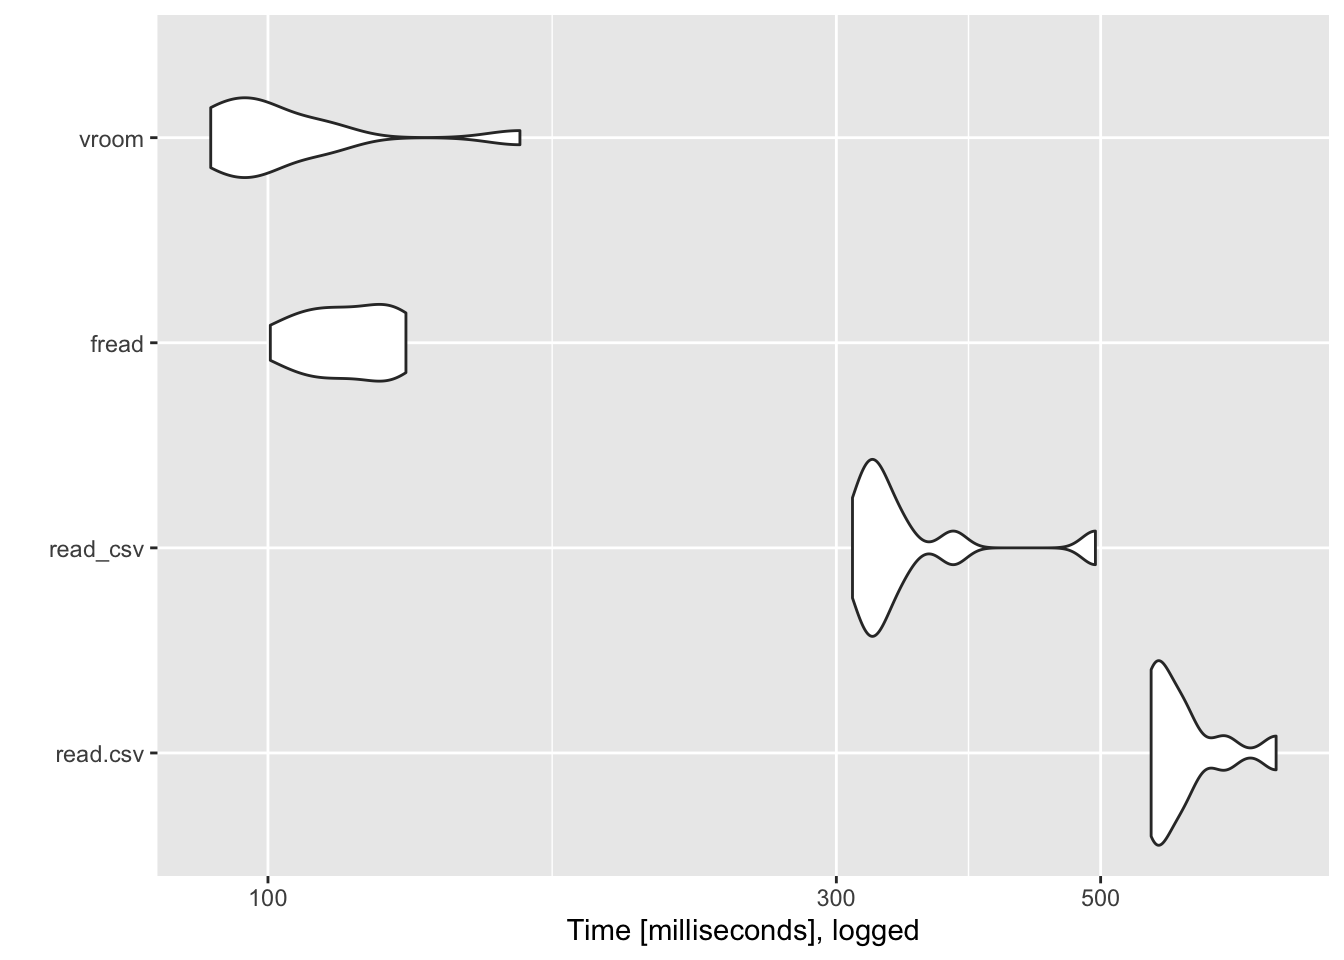 vroom
fread
read_csv
read.csv
100 300 500
Time [milliseconds], logged